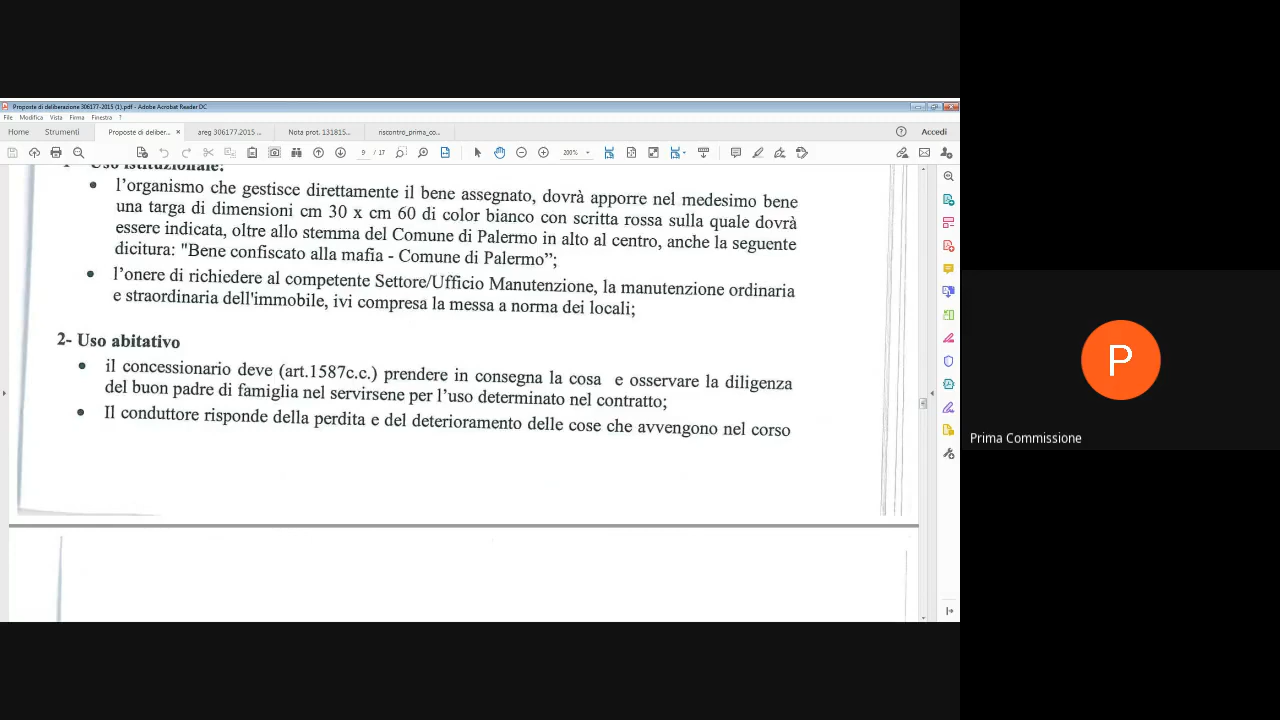 Proposte di deliberazione 306177-2015 (1).pdf - Adobe Acrobat Reader DC
File Modifica Vista Firma Finestra ?
Home Strumenti Proposte di deliber... × areg 306177.2015 ... Nota prot. 131815... riscontro_prima_co... Accedi
9 / 17 200%
Uso istituzionale:
• l'organismo che gestisce direttamente il bene assegnato, dovrà apporre nel medesimo bene
una targa di dimensioni cm 30 x cm 60 di color bianco con scritta rossa sulla quale dovrà
essere indicata, oltre allo stemma del Comune di Palermo in alto al centro, anche la seguente
dicitura: "Bene confiscato alla mafia - Comune di Palermo”;
• l'onere di richiedere al competente Settore/Ufficio Manutenzione, la manutenzione ordinaria
e straordinaria dell'immobile, ivi compresa la messa a norma dei locali;
2- Uso abitativo
• il concessionario deve (art.1587c.c.) prendere in consegna la cosa e osservare la diligenza
del buon padre di famiglia nel servirsene per l'uso determinato nel contratto;
• Il conduttore risponde della perdita e del deterioramento delle cose che avvengono nel corso
P
Prima Commissione